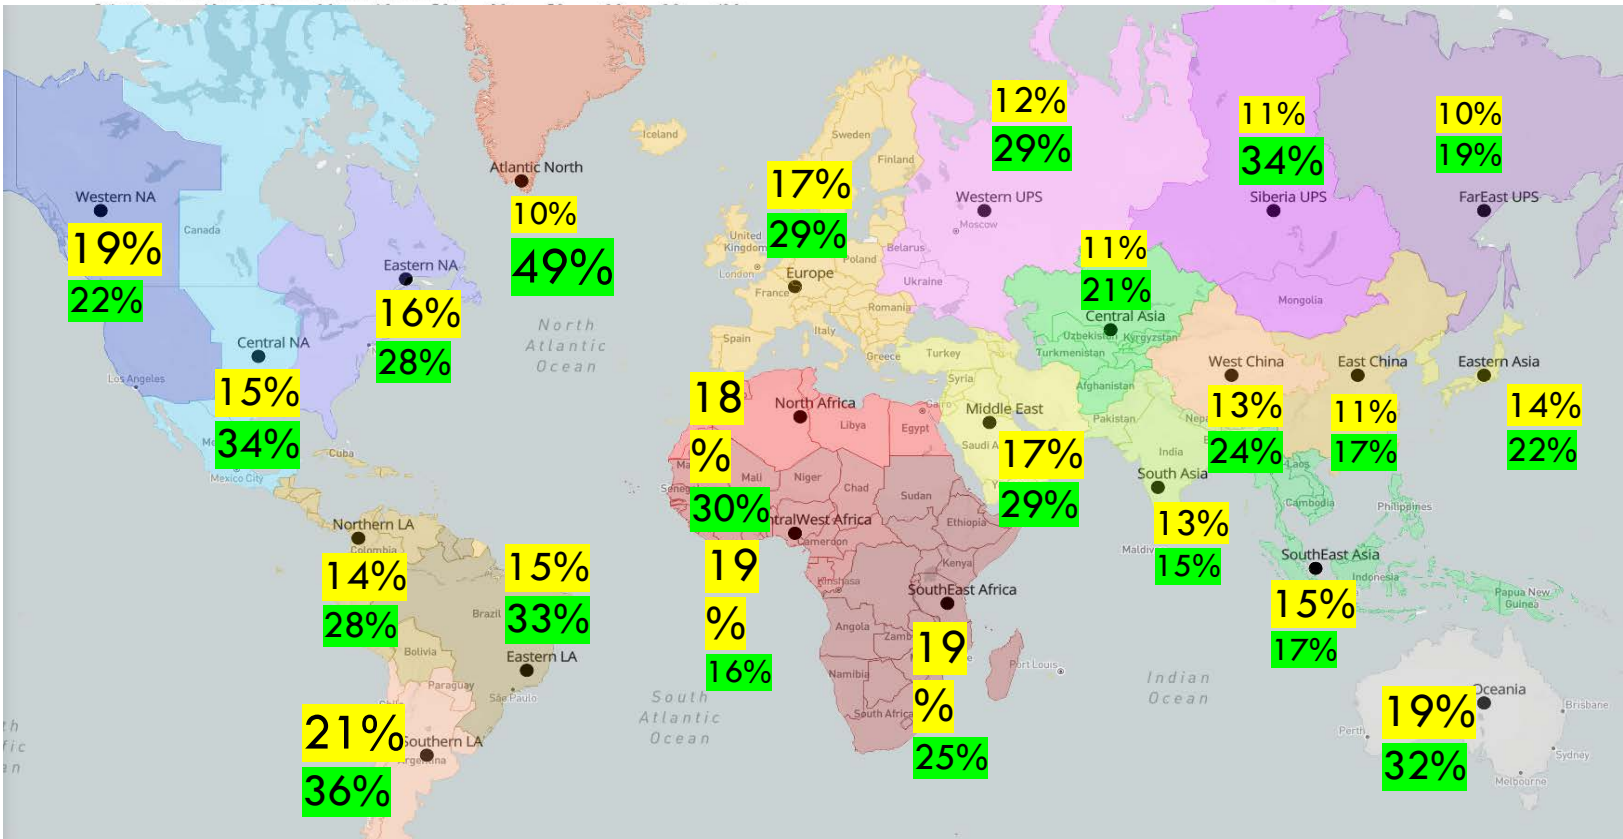 Iceland
Sweden
Finland
12%
29%
11%
34%
10%
19%
Atlantic North
10%
49%
17%
29%
Western NA
19%
22%
Canada
Western UPS
Moscow
Siberia UPS
FarEast UPS
United
Kingdom
London
Poland
Belarus
Ukraine
Eastern NA
16%
28%
Europe
France
Romania
Italy
Spain
Greece
11%
21%
Central Asia
Uzbekistan
Kyrgyzstan
Turkmenistan
Afghanistan
Mongolia
North
Atlantic
Ocean
Central NA
15%
34%
Los Angeles
Mexico City
Cuba
Turkey
Syria
West China
13%
24%
East China
11%
17%
Eastern Asia
14%
22%
18
%
30%
North Africa
Libya
Egypt
Middle East
17%
29%
Pakistan
India
South Asia
13%
15%
Laos
Cambodia
Philippines
Mali
Niger
Chad
Sudan
Ethiopia
Northern LA
Colombia
14%
28%
15%
33%
Brazil
Eastern LA
ntralWest Africa
Cameroon
19
%
16%
Kinshasa
Kenya
SouthEast Africa
19
%
25%
SouthEast Asia
Indonesia
15%
17%
Papua New
Guinea
Bolivia
Paraguay
São Paulo
Angola
Namibia
South Africa
Port Louis
Indian
Ocean
South
Atlantic
Ocean
21%
36%
Southern LA
Oceania
19%
32%
Perth
Brisbane
Sydney
Melbourne